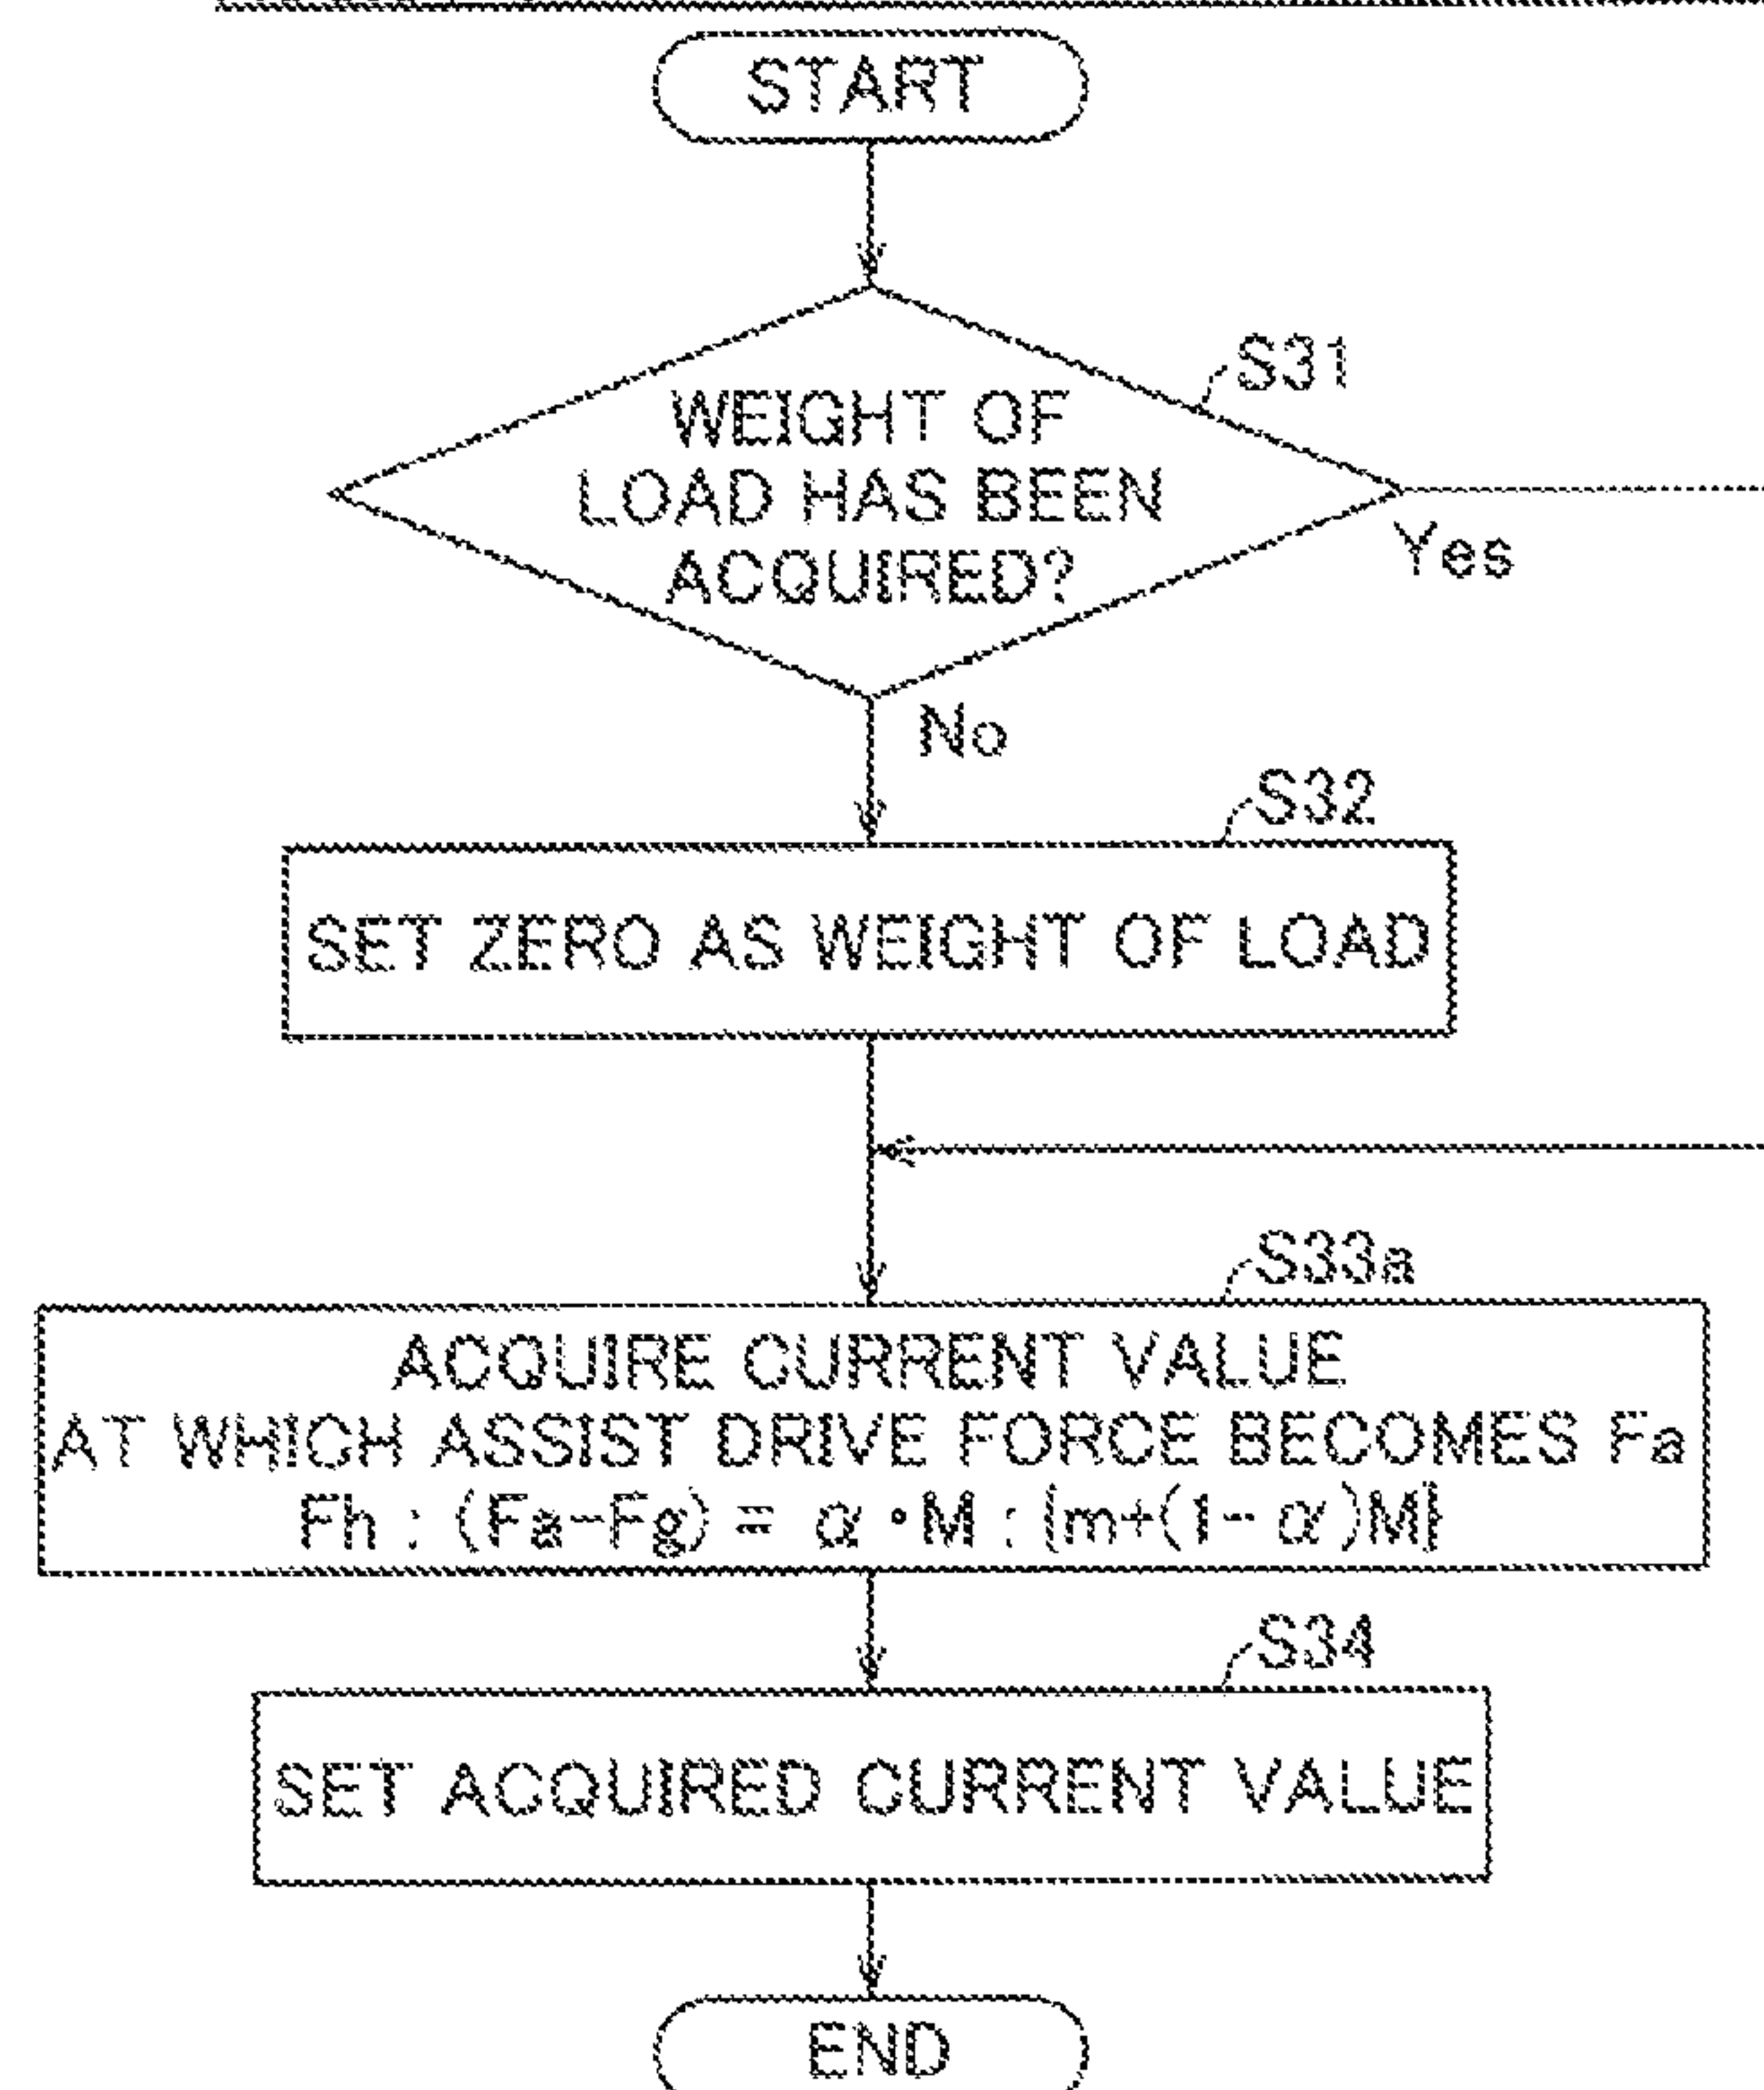 START
S31
WEIGHT OF
LOAD HAS BEEN
ACQUIRED?
Yes
No
S32
SET ZERO AS WEIGHT OF LOAD
S33a
ACQUIRE CURRENT VALUE
AT WHICH ASSIST DRIVE FORCE BECOMES Fa
Fh : (Fa-Fg) = α・M : {m+(1-α)M}
S34
SET ACQUIRED CURRENT VALUE
END